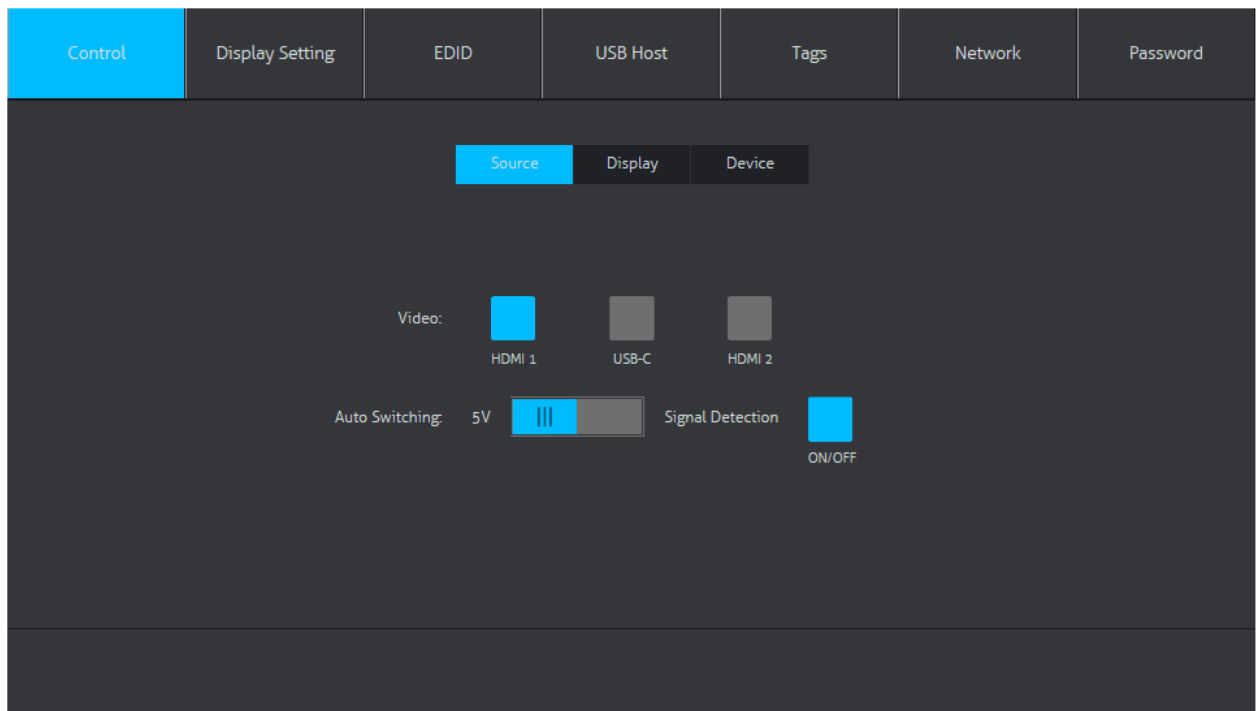 Control Display Setting EDID USB Host Tags Network Password
Source Display Device
Video:
HDMI 1 USB-C HDMI 2
Auto Switching: 5V Signal Detection
ON/OFF